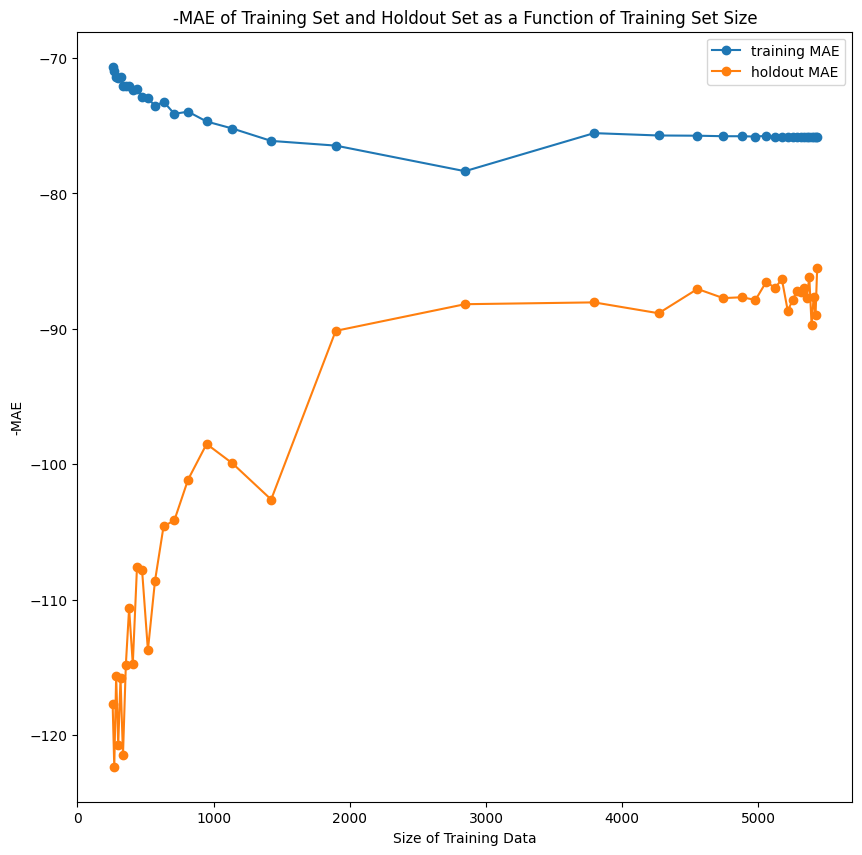 -MAE of Training Set and Holdout Set as a Function of Training Set Size
training MAE
holdout MAE
−70
−80
−90
−100
−110
−120
-MAE
0 1000 2000 3000 4000 5000
Size of Training Data